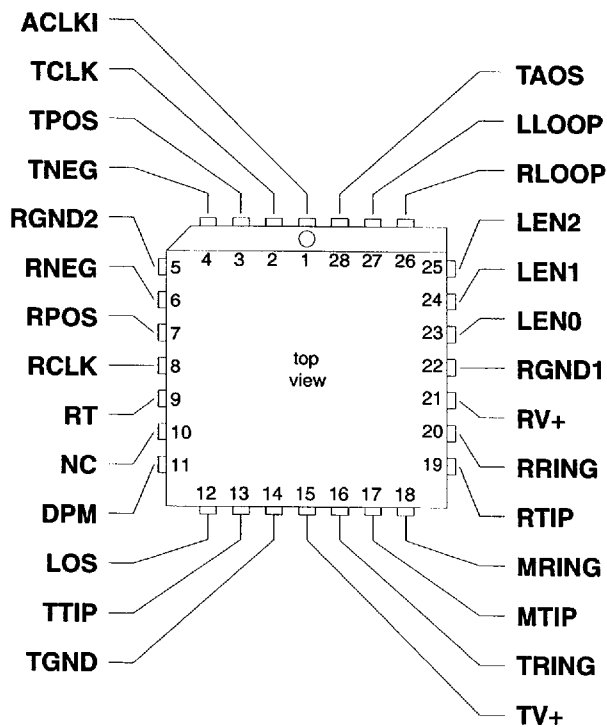 ACLKI
TCLK
TPOS
TNEG
RGND2
RNEG
RPOS
RCLK
RT
NC
DPM
LOS
TTIP
TGND
TAOS
LLOOP
RLOOP
LEN2
LEN1
LEN0
RGND1
RV+
RRING
RTIP
MRING
MTIP
TRING
TV+
4 3 2 1 28 27 26
5
6
7
8
9
10
11
25
24
23
22
21
20
19
top
view
12 13 14 15 16 17 18